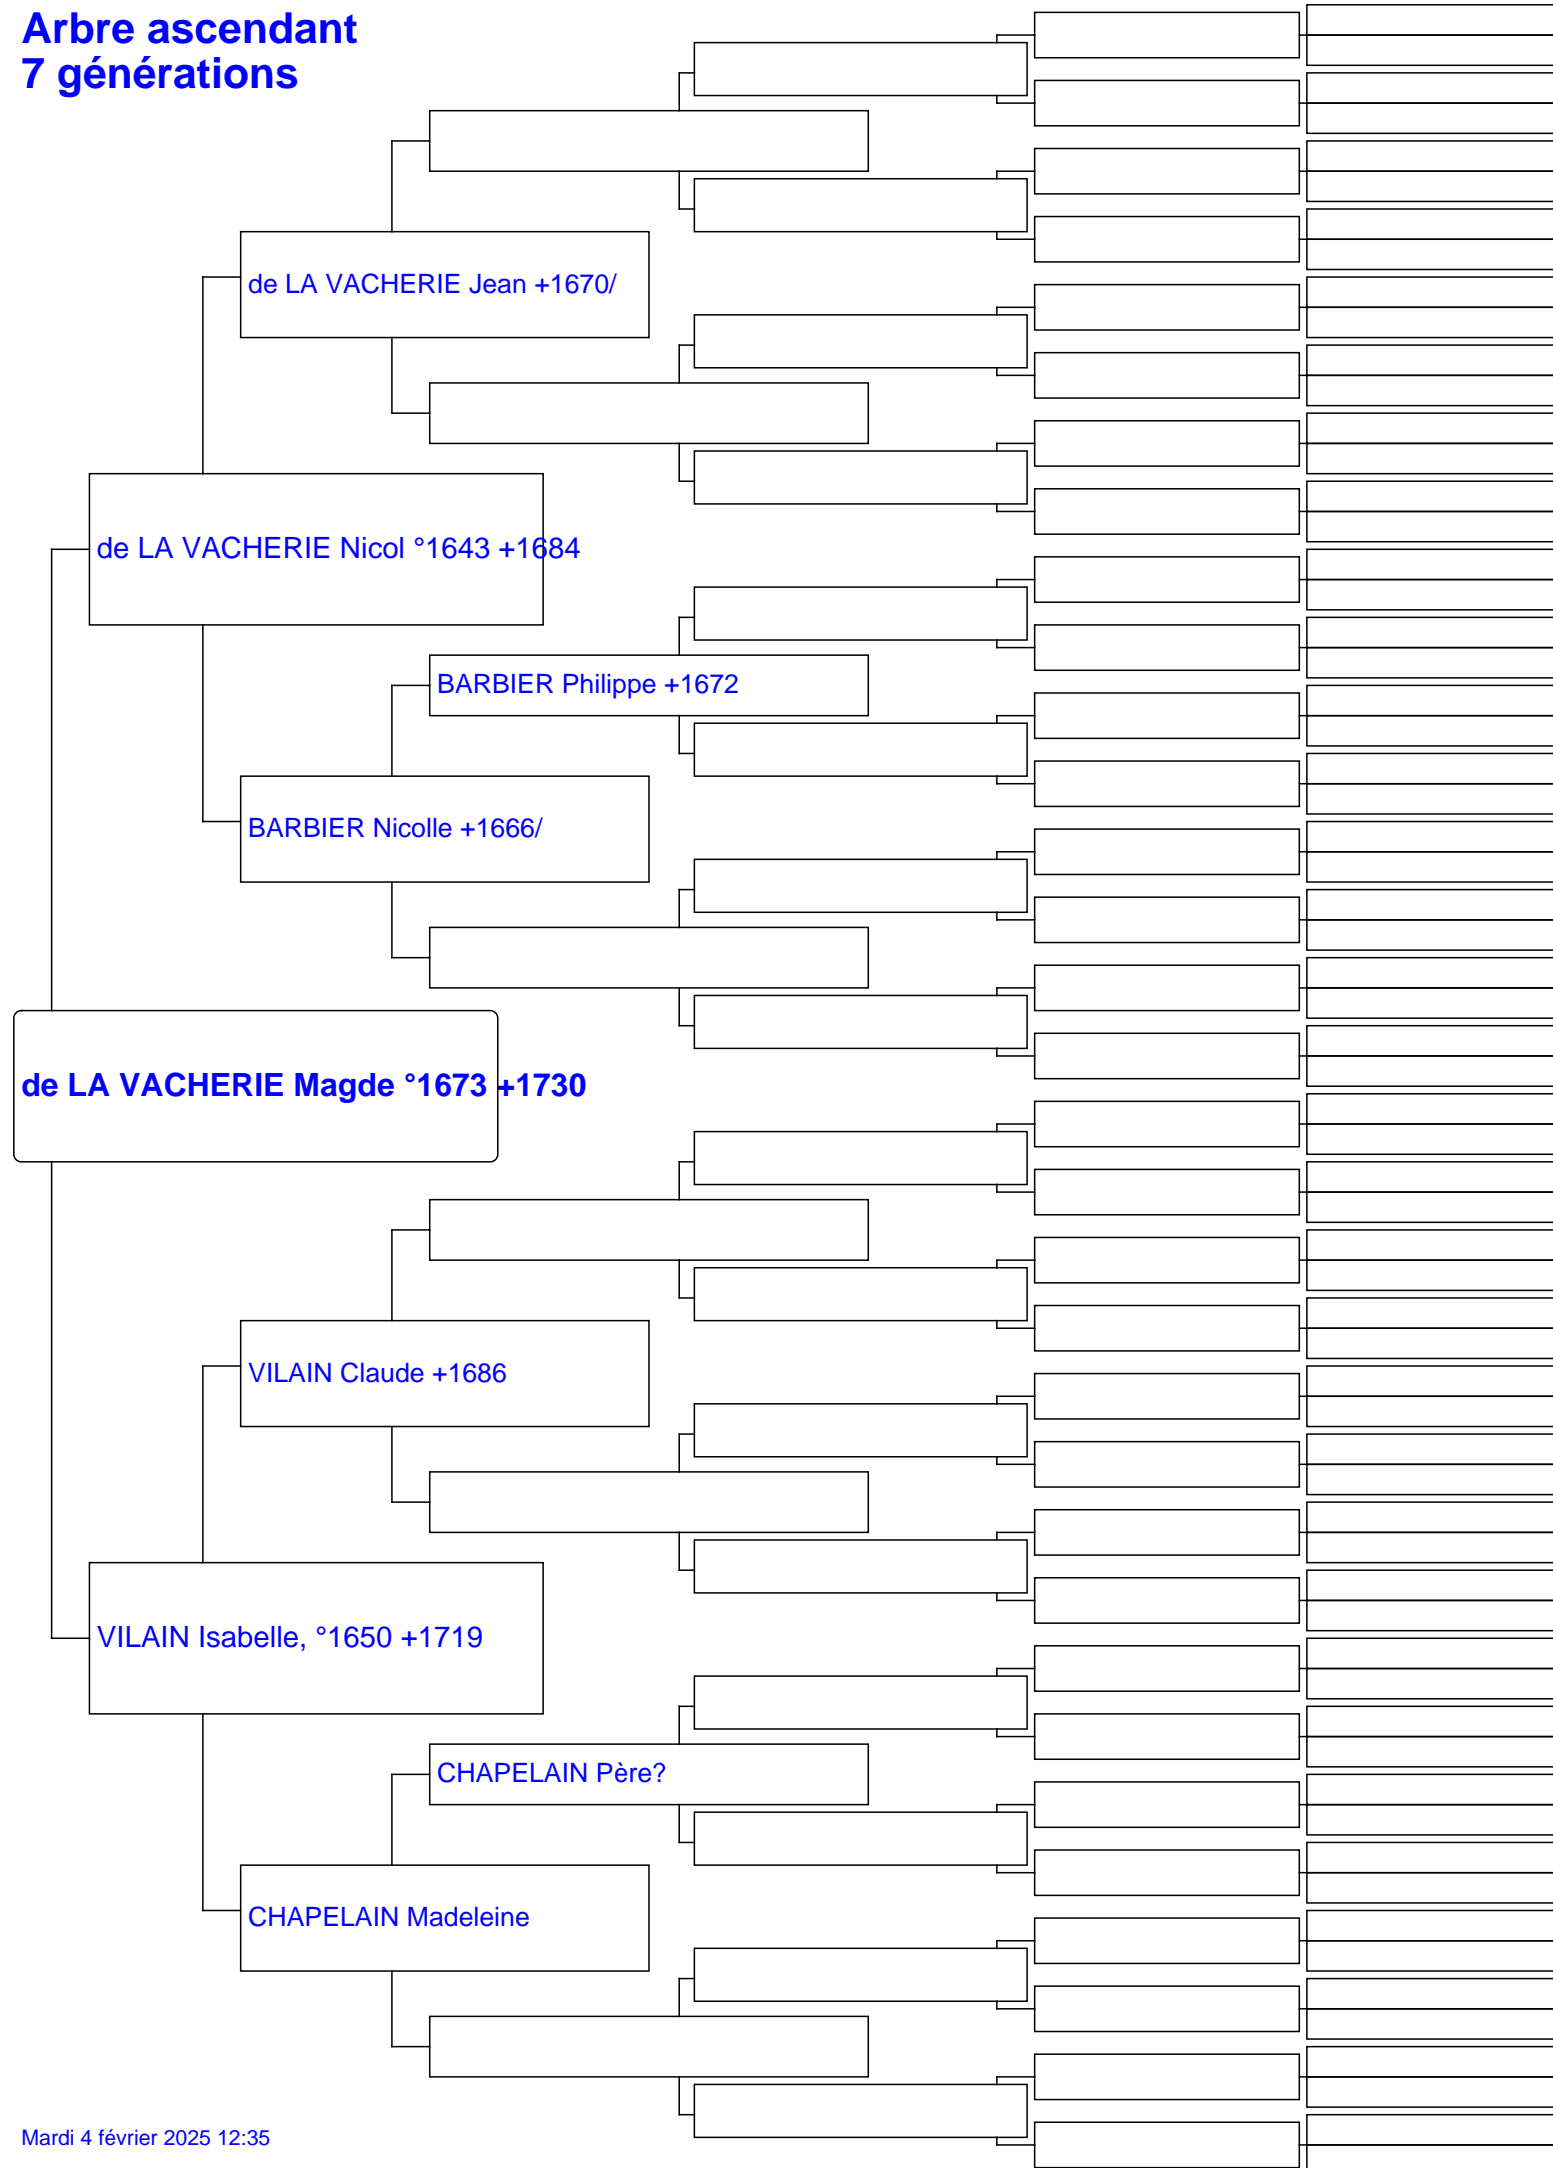 Arbre ascendant
7 générations
de LA VACHERIE Jean +1670/
de LA VACHERIE Nicol °1643 +1684
BARBIER Philippe +1672
BARBIER Nicolle +1666/
de LA VACHERIE Magde °1673 +1730
VILAIN Claude +1686
VILAIN Isabelle, °1650 +1719
CHAPELAIN Père?
CHAPELAIN Madeleine
Mardi 4 février 2025 12:35